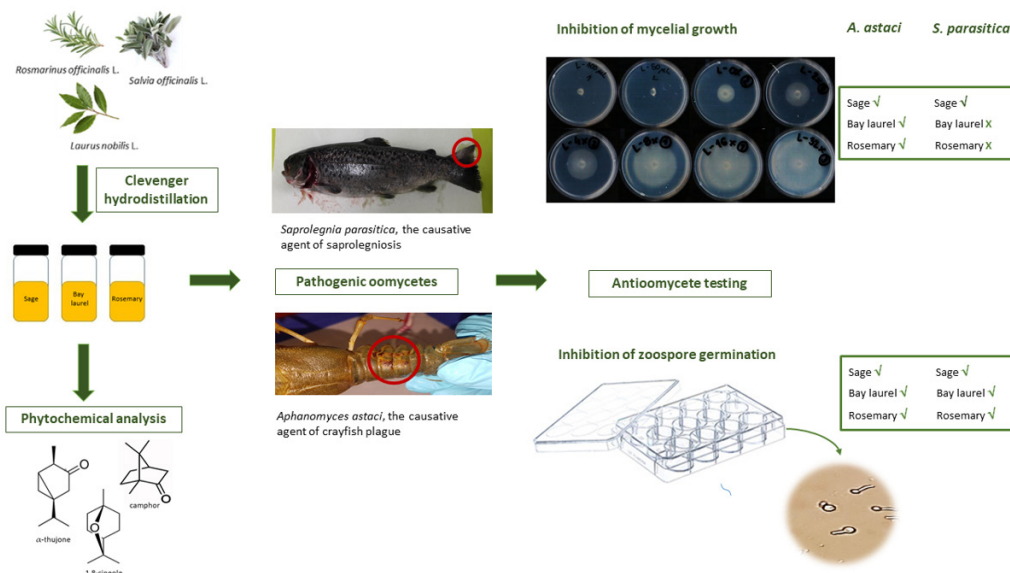 Rosmarinus officinalis L.
Salvia officinalis L.
Laurus nobilis L.
Clevenger
hydrodistillation
Sage
Bay
laurel
Rosemary
Phytochemical analysis
O
camphor
O
α-thujone
O
1,8-cineole
Saprolegnia parasitica, the causative
agent of saprolegniosis
Pathogenic oomycetes
Aphanomyces astaci, the causative
agent of crayfish plague
Inhibition of mycelial growth
A. astaci
S. parasitica
Sage √
Sage √
Bay laurel √
Bay laurel x
Rosemary √
Rosemary x
Antioomycete testing
Inhibition of zoospore germination
Sage √
Sage √
Bay laurel √
Bay laurel √
Rosemary √
Rosemary √